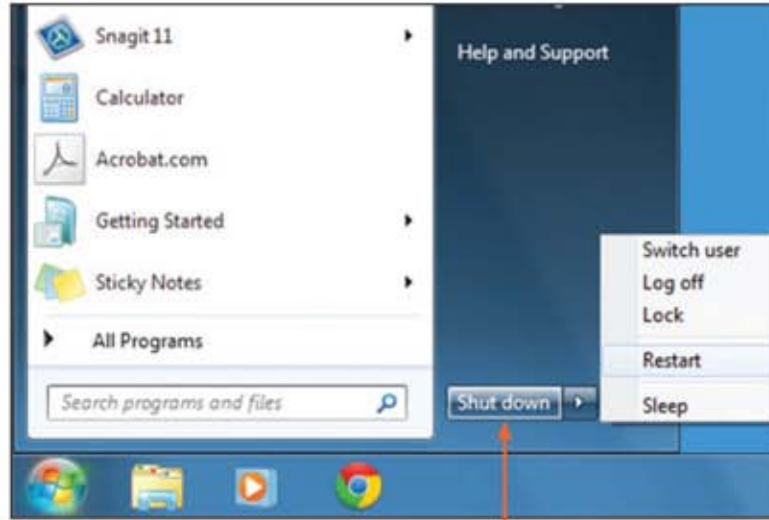 Snagit 11
Calculator
Acrobat.com
Getting Started
Sticky Notes
All Programs
Search programs and files
Help and Support
Shut down
Switch user
Log off
Lock
Restart
Sleep